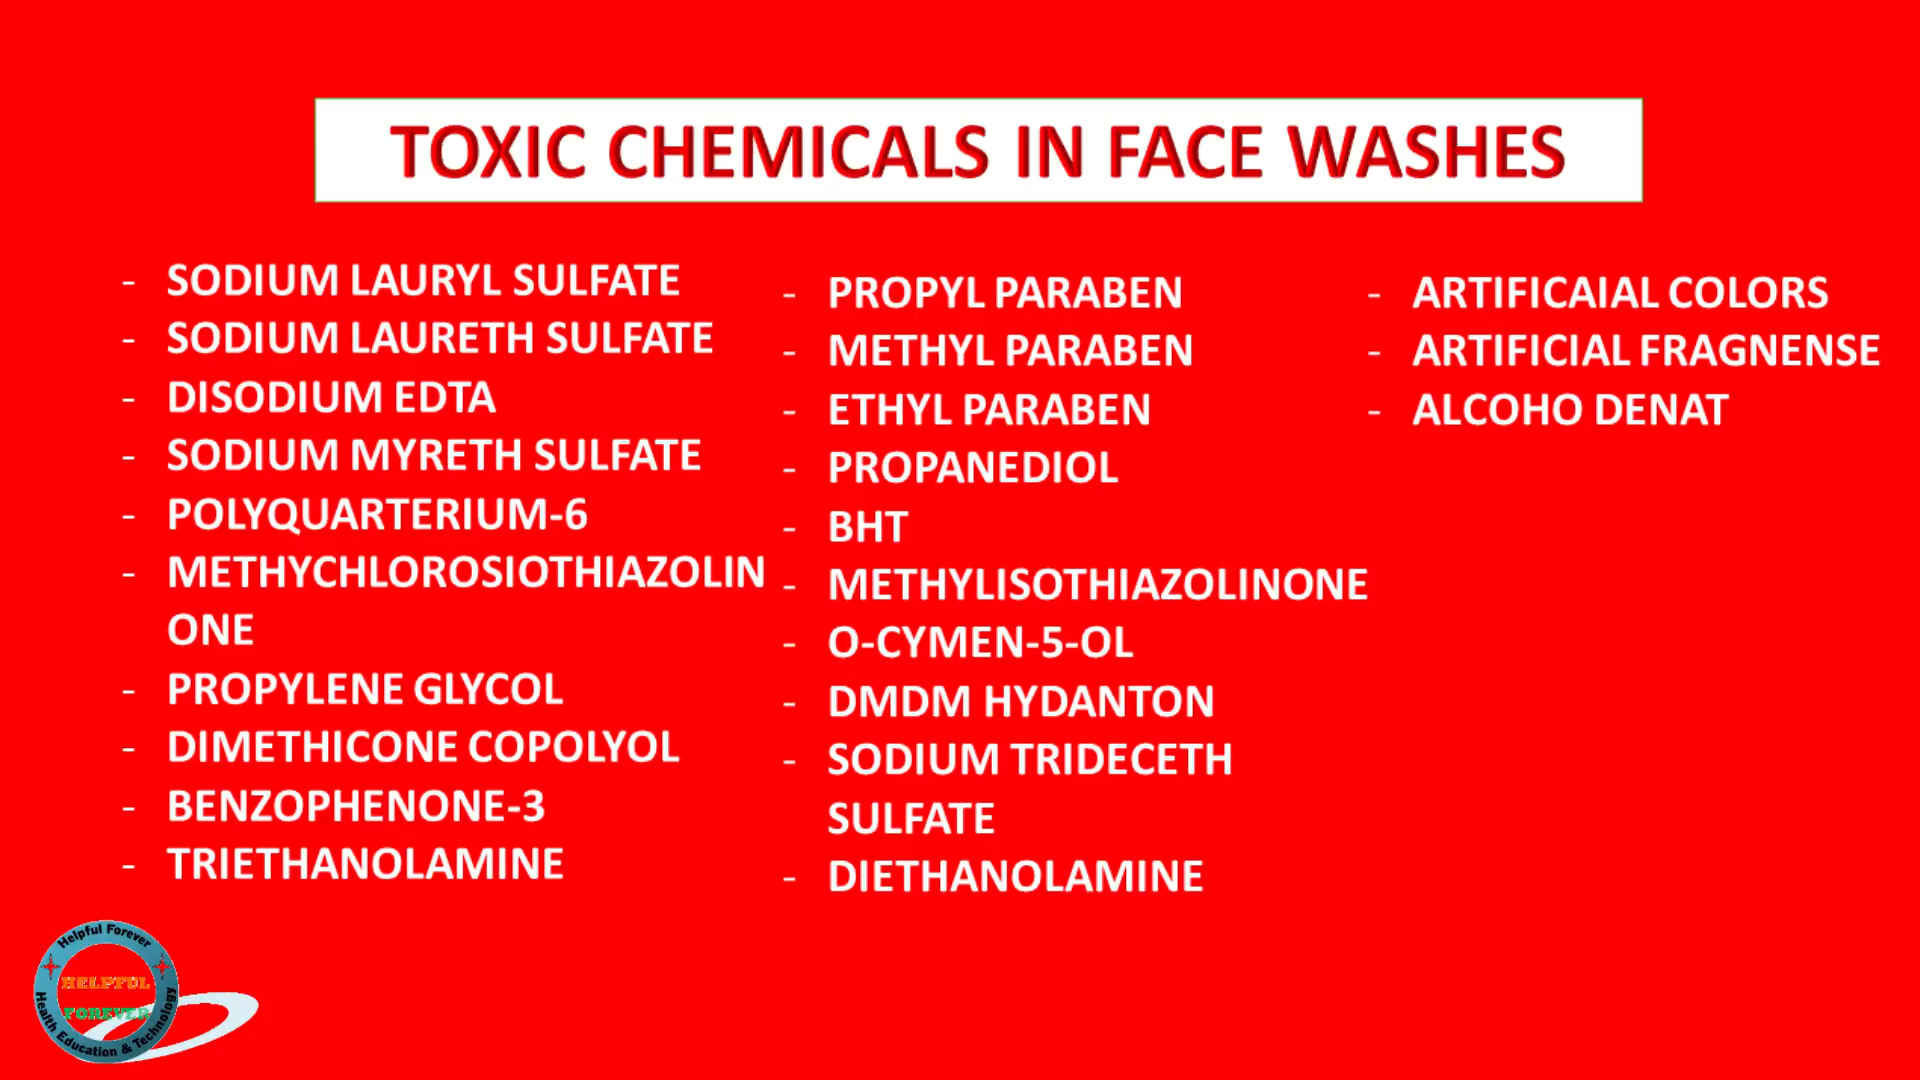 TOXIC CHEMICALS IN FACE WASHES
- SODIUM LAURYL SULFATE
- SODIUM LAURETH SULFATE
- DISODIUM EDTA
- SODIUM MYRETH SULFATE
- POLYQUARTERIUM-6
- METHYCHLOROSIOTHIAZOLIN
ONE
- PROPYLENE GLYCOL
- DIMETHICONE COPOLYOL
- BENZOPHENONE-3
- TRIETHANOLAMINE
- PROPYL PARABEN
- METHYL PARABEN
- ETHYL PARABEN
- PROPANEDIOL
- BHT
- METHYLISOTHIAZOLINONE
- O-CYMEN-5-OL
- DMDM HYDANTON
- SODIUM TRIDECETH
SULFATE
- DIETHANOLAMINE
- ARTIFICAIAL COLORS
- ARTIFICIAL FRAGNENSE
- ALCOHO DENAT
Helpful Forever
HELPFUL
FOREVER
Health Education & Technology